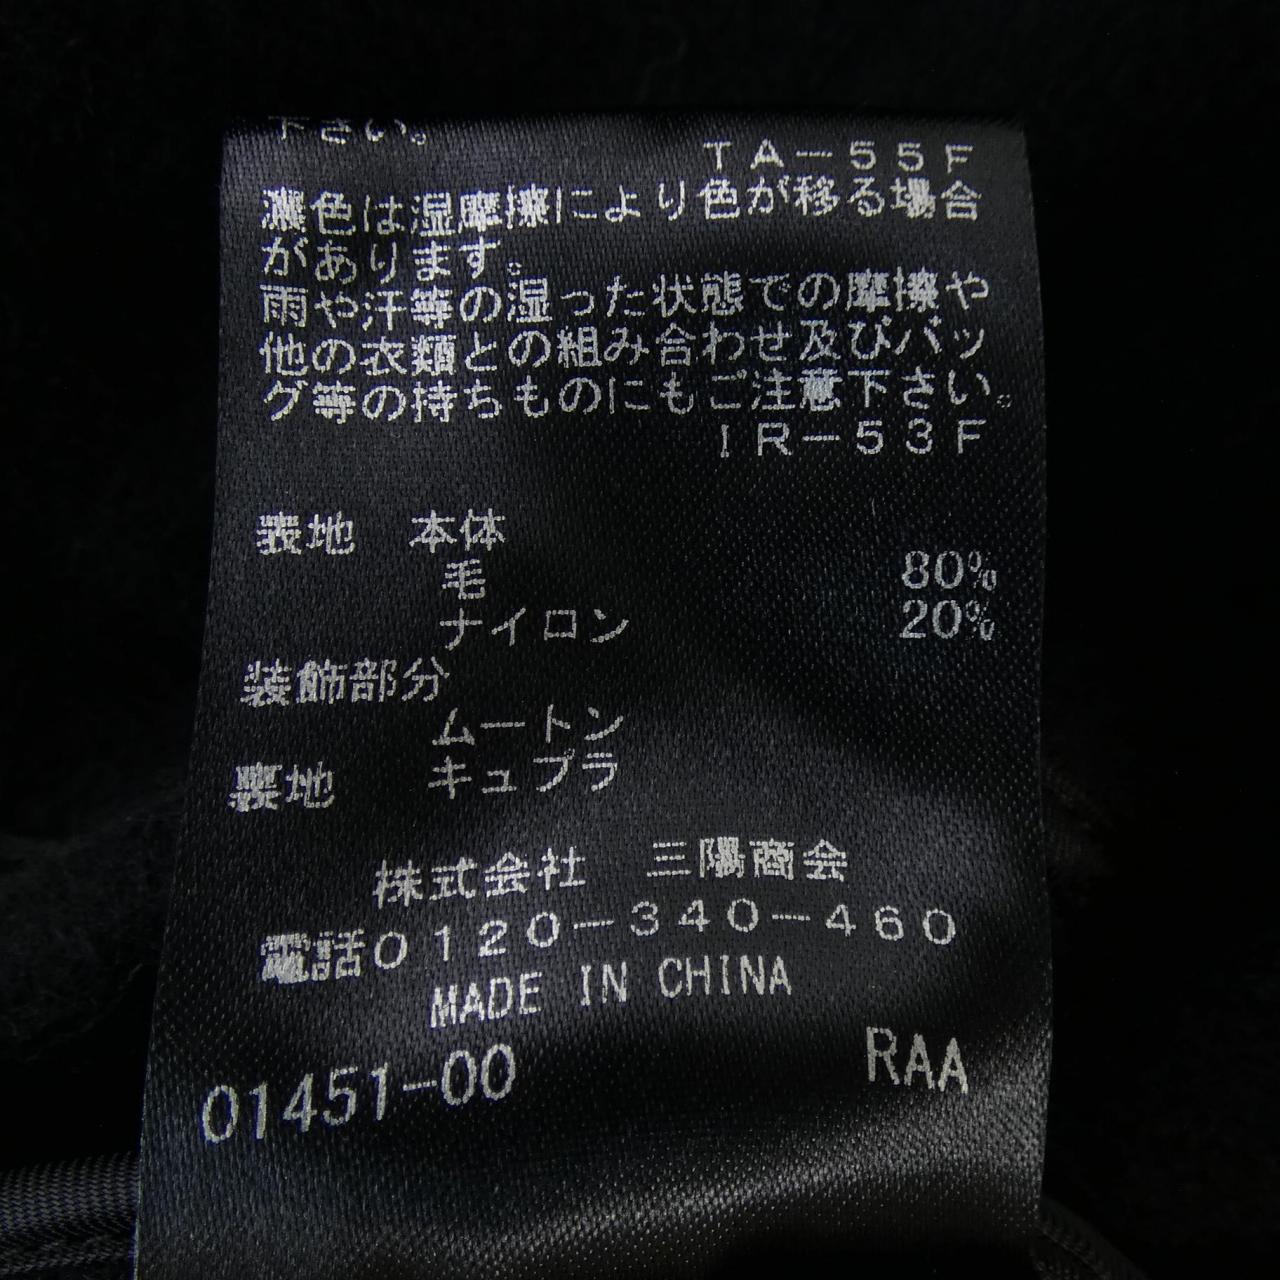 下さい。
TA-55F
濃色は湿摩擦により色が移る場合
があります。
雨や汗等の湿った状態での摩擦や
他の衣類との組み合わせ及びバッ
グ等の持ちものにもご注意下さい。
IR-53F
表地 本体
毛 80%
ナイロン 20%
装飾部分
ムートン
裏地 キュプラ
株式会社 三陽商会
電話0120-340-460
MADE IN CHINA
01451-00 RAA